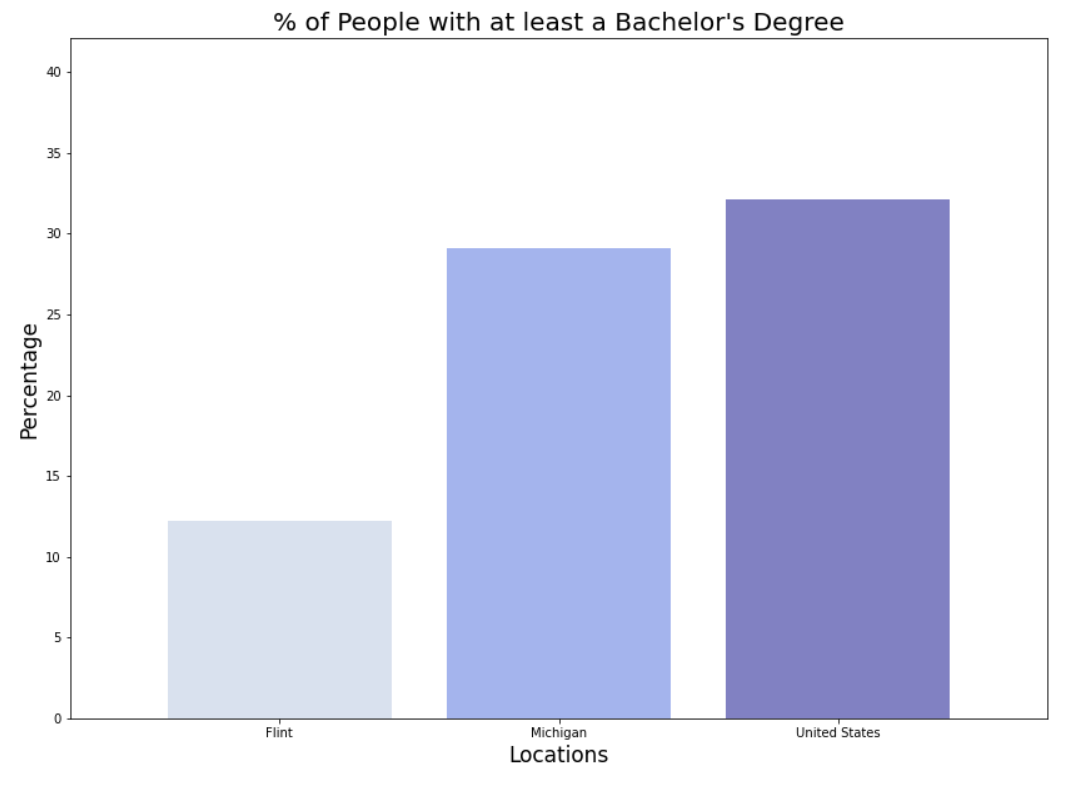 % of People with at least a Bachelor's Degree
40
35
30
25
20
15
10
5
0
Percentage
Flint
Michigan
United States
Locations